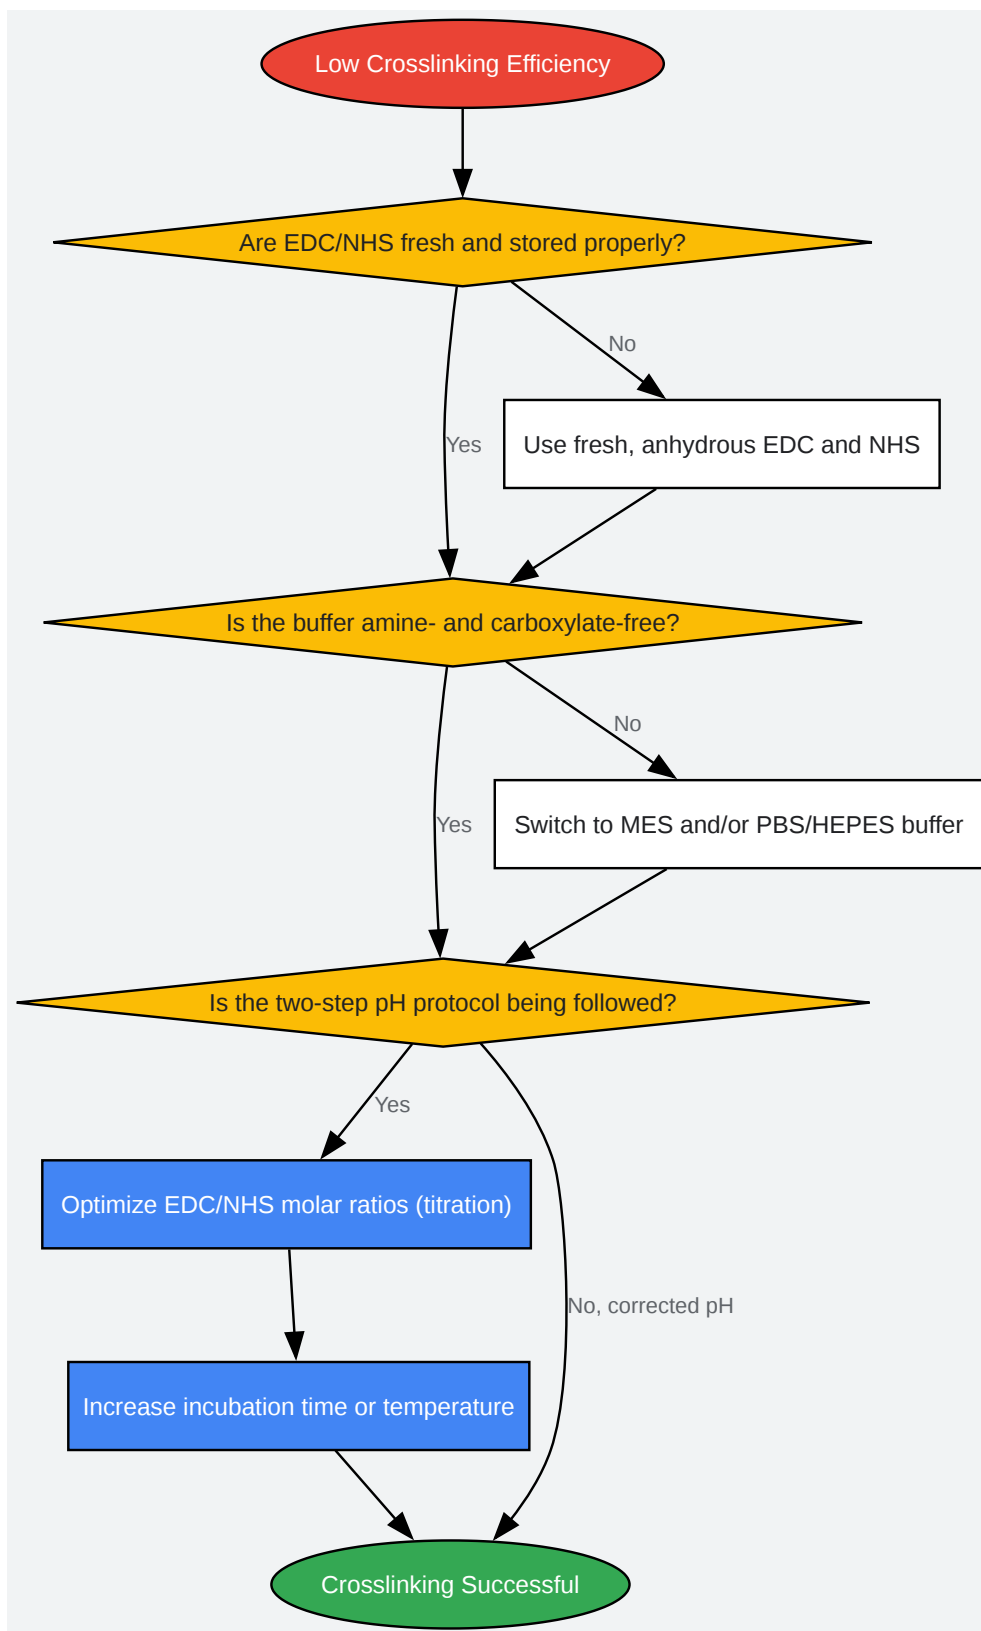 Low Crosslinking Efficiency
Are EDC/NHS fresh and stored properly?
No
Yes
Use fresh, anhydrous EDC and NHS
Is the buffer amine- and carboxylate-free?
No
Yes
Switch to MES and/or PBS/HEPES buffer
Is the two-step pH protocol being followed?
Yes
Optimize EDC/NHS molar ratios (titration)
No, corrected pH
Increase incubation time or temperature
Crosslinking Successful